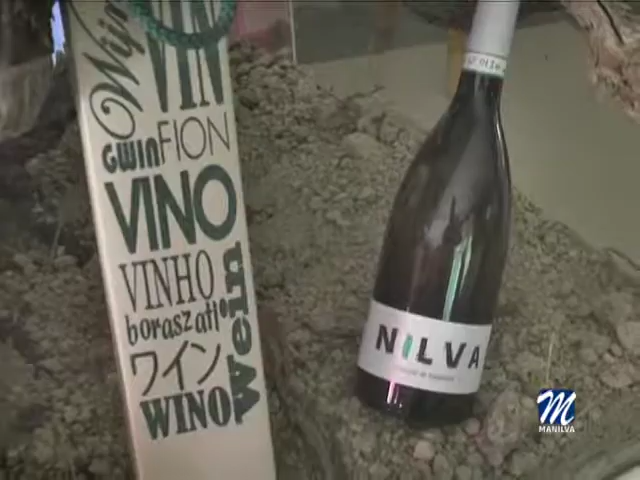 Wijn
VIN
GWIN
FION
VINO
VINHO
Wein
boraszati
ワイン
WINO
NILVA
M
MANILVA